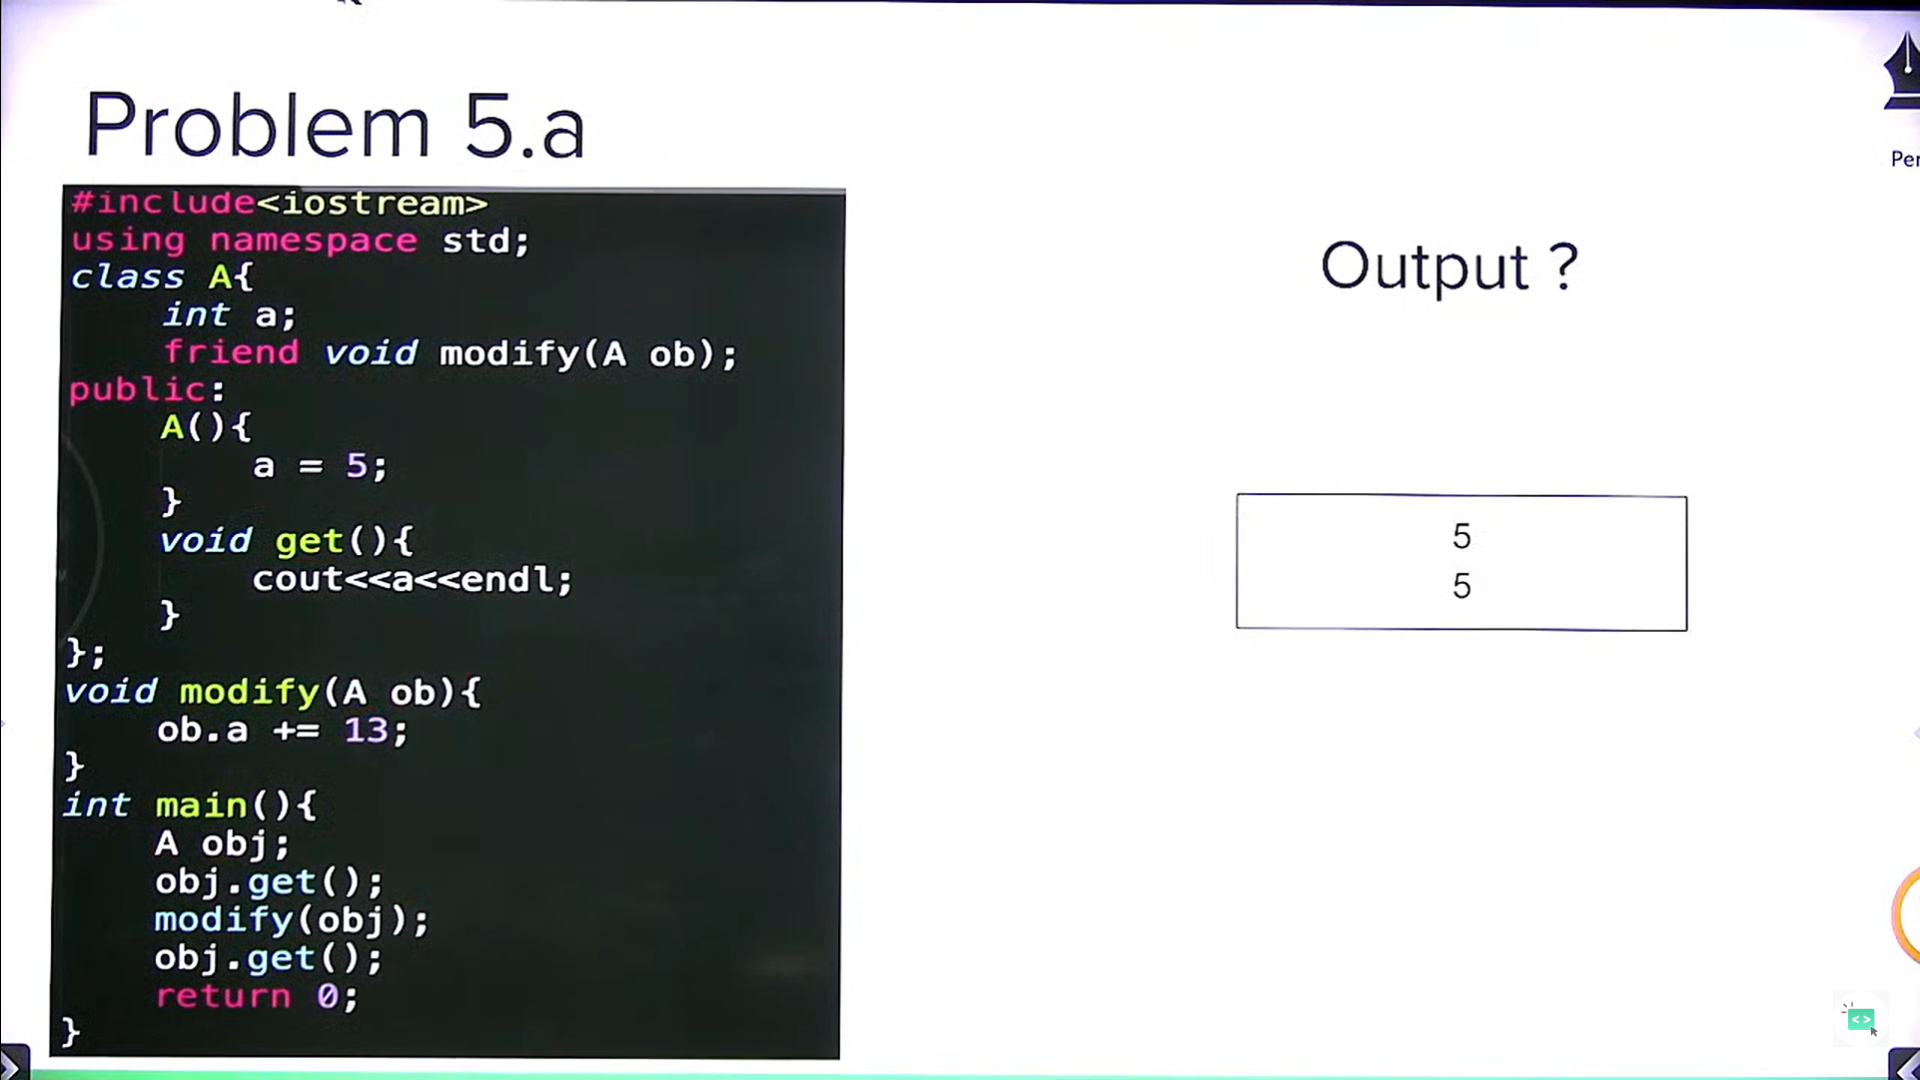 Problem 5.a
#include<iostream>
using namespace std;
class A{
int a;
friend void modify(A ob);
public:
A(){
a = 5;
}
void get(){
cout<<a<<endl;
}
};
void modify(A ob){
ob.a += 13;
}
int main(){
A obj;
obj.get();
modify(obj);
obj.get();
return 0;
}
Output ?
5
5
Per
<>